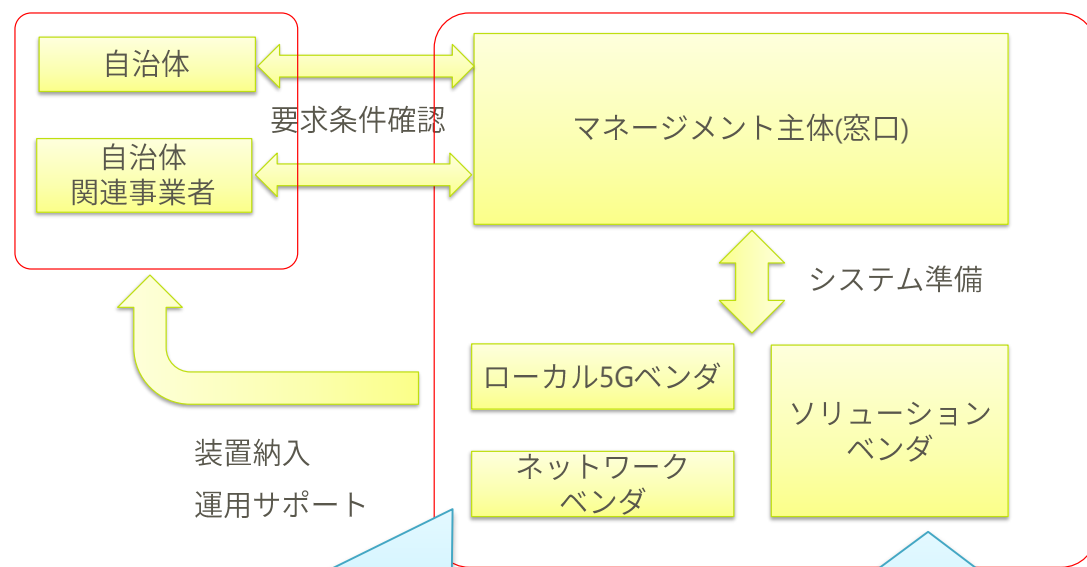 自治体
要求条件確認
自治体
関連事業者
マネージメント主体(窓口)
システム準備
ローカル5Gベンダ
ソリューション
ベンダ
ネットワーク
ベンダ
装置納入
運用サポート